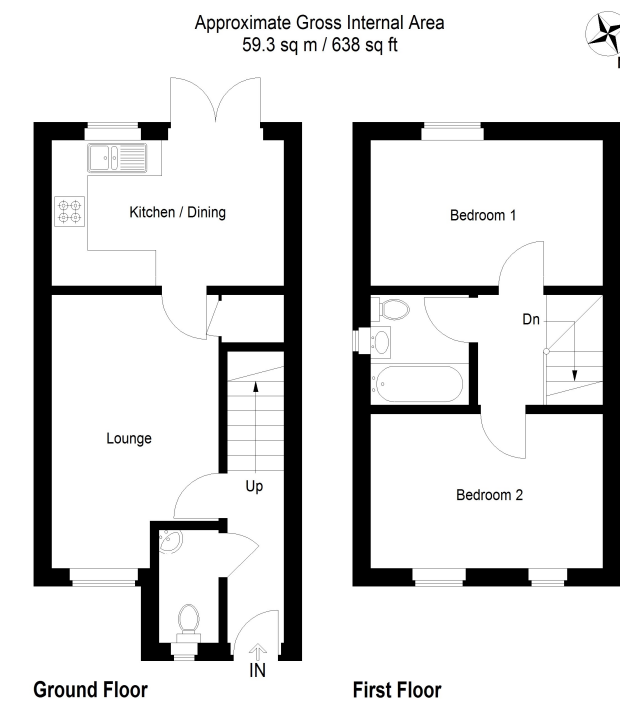 Approximate Gross Internal Area
59.3 sq m / 638 sq ft
Kitchen / Dining
Bedroom 1
Dn
Lounge
Up
Bedroom 2
IN
Ground Floor
First Floor